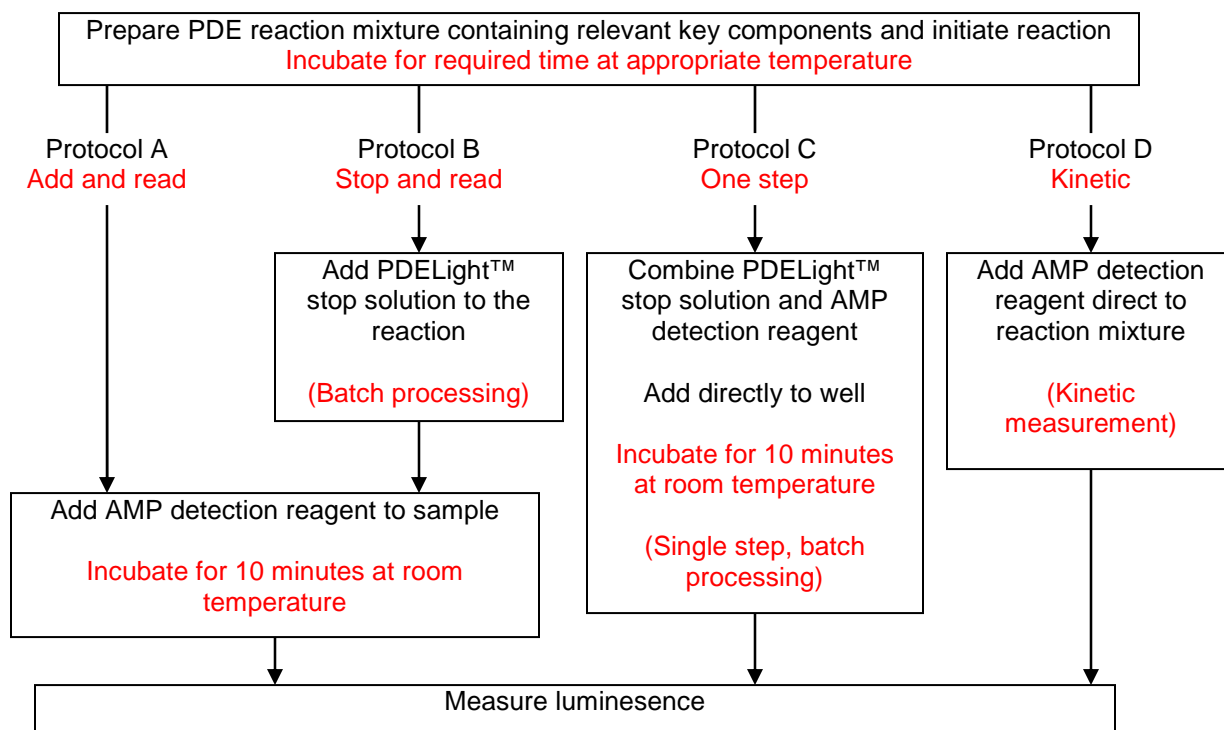 Prepare PDE reaction mixture containing relevant key components and initiate reaction
Incubate for required time at appropriate temperature
Protocol A
Add and read
Protocol B
Stop and read
Protocol C
One step
Protocol D
Kinetic
Add PDELight™
stop solution to the
reaction
(Batch processing)
Combine PDELight™
stop solution and AMP
detection reagent
Add directly to well
Incubate for 10 minutes
at room temperature
(Single step, batch
processing)
Add AMP detection
reagent direct to
reaction mixture
(Kinetic
measurement)
Add AMP detection reagent to sample
Incubate for 10 minutes at room
temperature
Measure luminesence